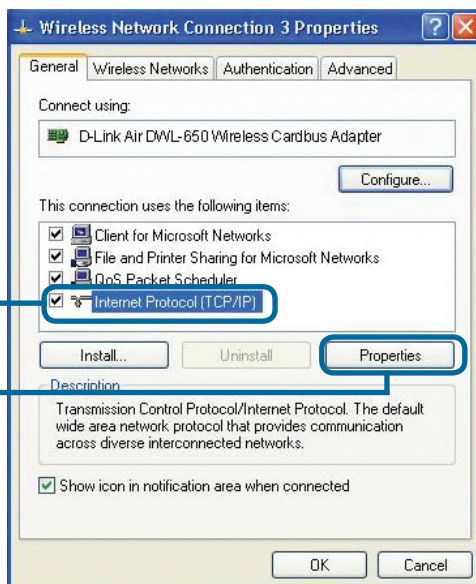 Wireless Network Connection 3 Properties
General Wireless Networks Authentication Advanced
Connect using:
D-Link Air DWL-650 Wireless Cardbus Adapter
Configure...
This connection uses the following items:
Client for Microsoft Networks
File and Printer Sharing for Microsoft Networks
QoS Packet Scheduler
Internet Protocol (TCP/IP)
Install... Uninstall Properties
Description
Transmission Control Protocol/Internet Protocol. The default
wide area network protocol that provides communication
across diverse interconnected networks.
Show icon in notification area when connected
OK Cancel